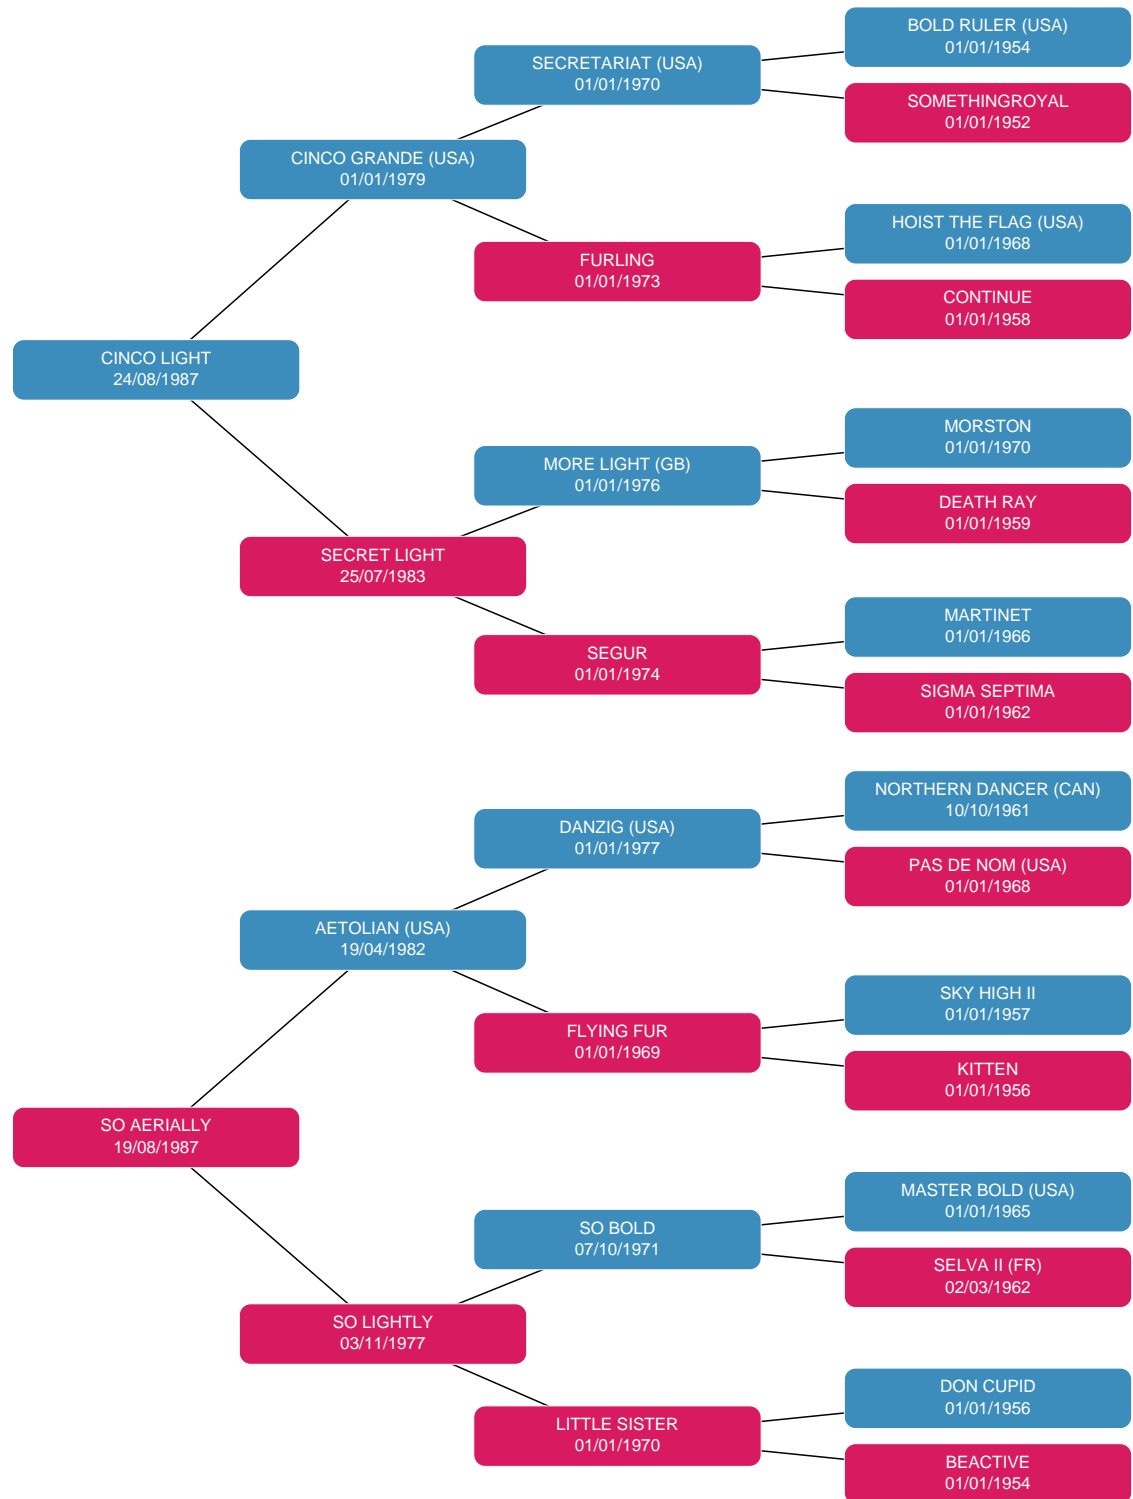 BOLD RULER (USA)
01/01/1954
SECRETARIAT (USA)
01/01/1970
SOMETHINGROYAL
01/01/1952
CINCO GRANDE (USA)
01/01/1979
HOIST THE FLAG (USA)
01/01/1968
FURLING
01/01/1973
CONTINUE
01/01/1958
CINCO LIGHT
24/08/1987
MORSTON
01/01/1970
MORE LIGHT (GB)
01/01/1976
DEATH RAY
01/01/1959
SECRET LIGHT
25/07/1983
MARTINET
01/01/1966
SEGUR
01/01/1974
SIGMA SEPTIMA
01/01/1962
NORTHERN DANCER (CAN)
10/10/1961
DANZIG (USA)
01/01/1977
PAS DE NOM (USA)
01/01/1968
AETOLIAN (USA)
19/04/1982
SKY HIGH II
01/01/1957
FLYING FUR
01/01/1969
KITTEN
01/01/1956
SO AERIALLY
19/08/1987
MASTER BOLD (USA)
01/01/1965
SO BOLD
07/10/1971
SELVA II (FR)
02/03/1962
SO LIGHTLY
03/11/1977
DON CUPID
01/01/1956
LITTLE SISTER
01/01/1970
BEACTIVE
01/01/1954